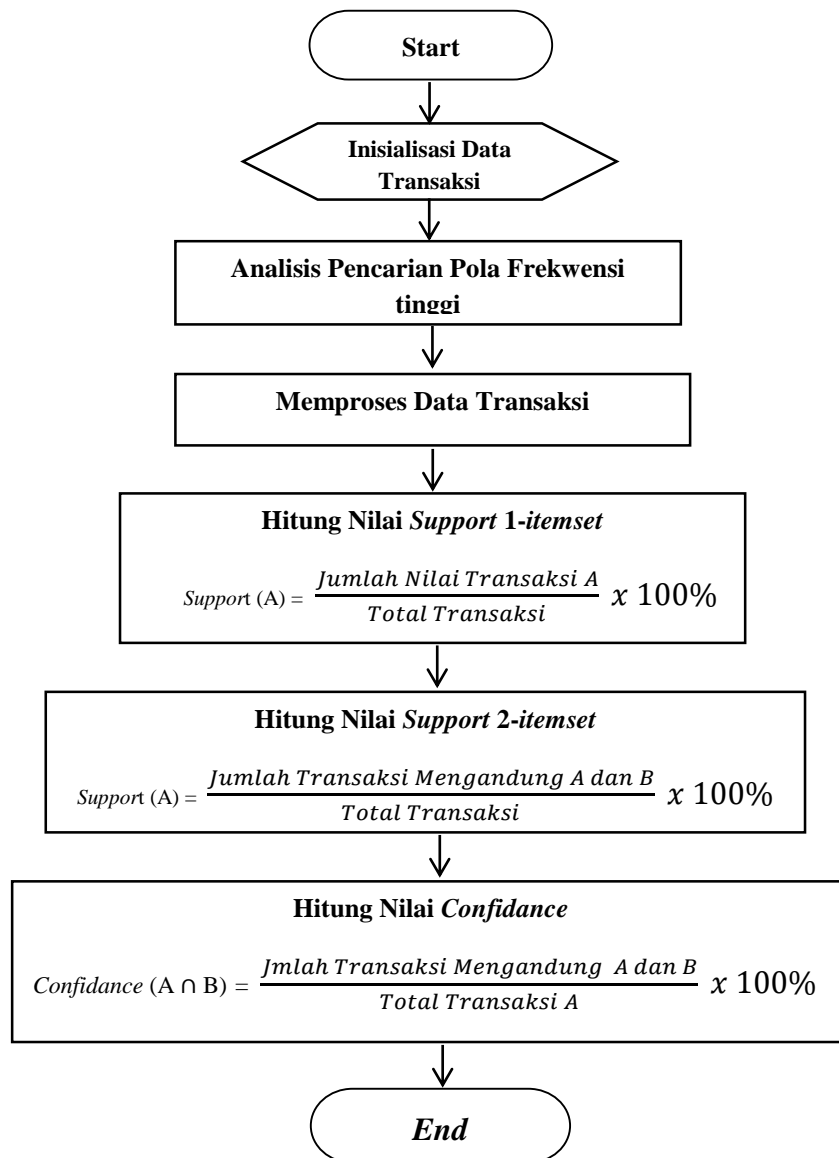 Start
Inisialisasi Data
Transaksi
Analisis Pencarian Pola Frekwensi
tinggi
Memproses Data Transaksi
Hitung Nilai Support 1-itemset
Support (A) = Jumlah Nilai Transaksi A / Total Transaksi x 100%
Hitung Nilai Support 2-itemset
Support (A) = Jumlah Transaksi Mengandung A dan B / Total Transaksi x 100%
Hitung Nilai Confidance
Confidance (A ∩ B) = Jmlah Transaksi Mengandung A dan B / Total Transaksi A x 100%
End